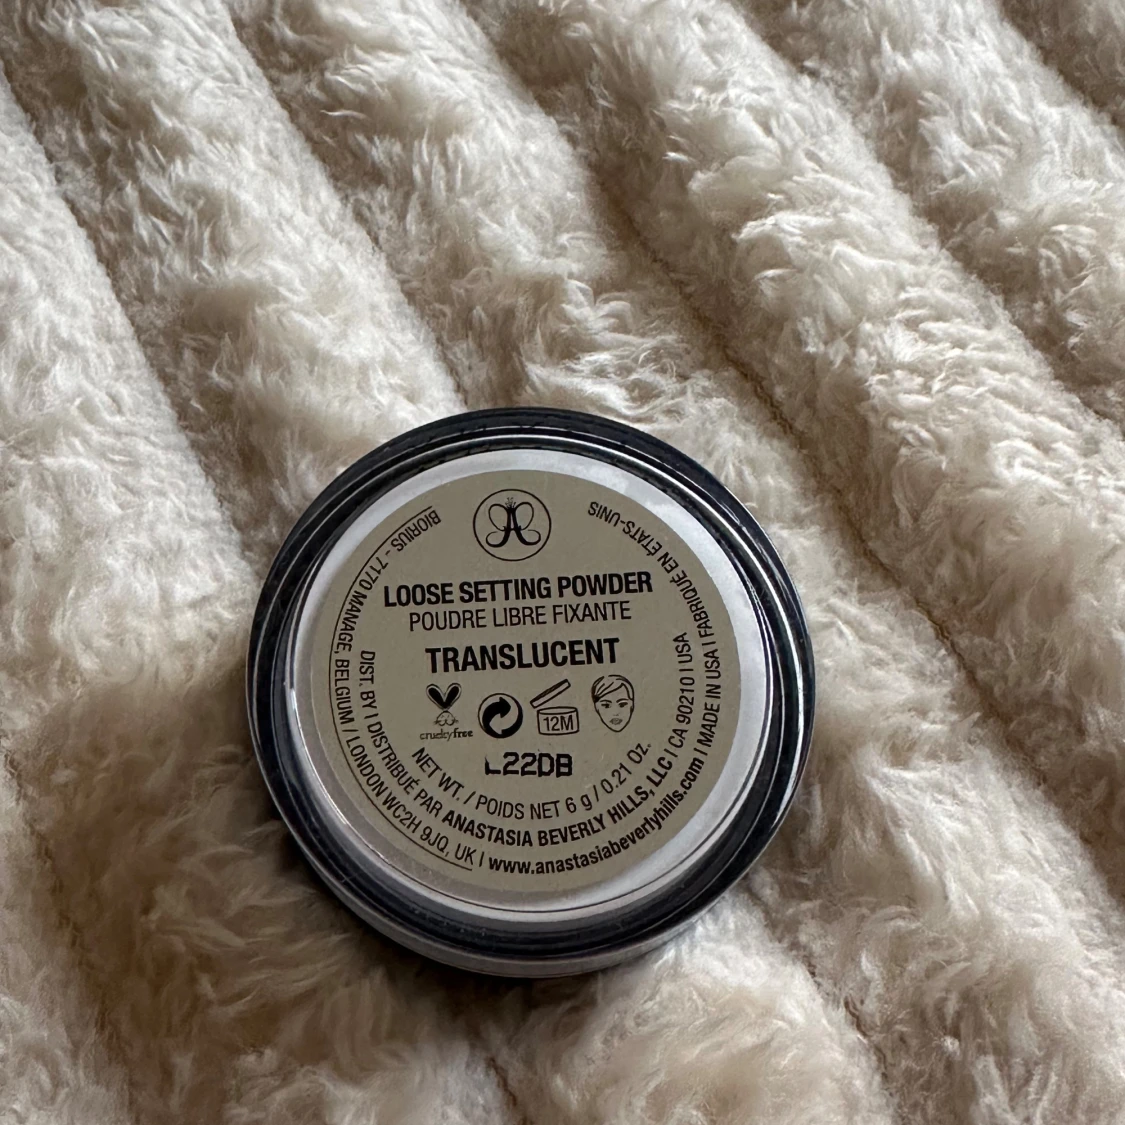 LOOSE SETTING POWDER
POUDRE LIBRE FIXANTE
TRANSLUCENT
crueltyfree
12M
L22DB
NET WT. / POIDS NET 6 g / 0.21 Oz.
DIST. BY I DISTRIBUÉ PAR ANASTASIA BEVERLY HILLS, LLC I CA 90210 I USA
BIORIUS - 7170 MANAGE, BELGIUM / LONDON WC2H 9JQ, UK I www.anastasiabeverlyhills.com I MADE IN USA I FABRIQUÉ EN ÉTATS-UNIS